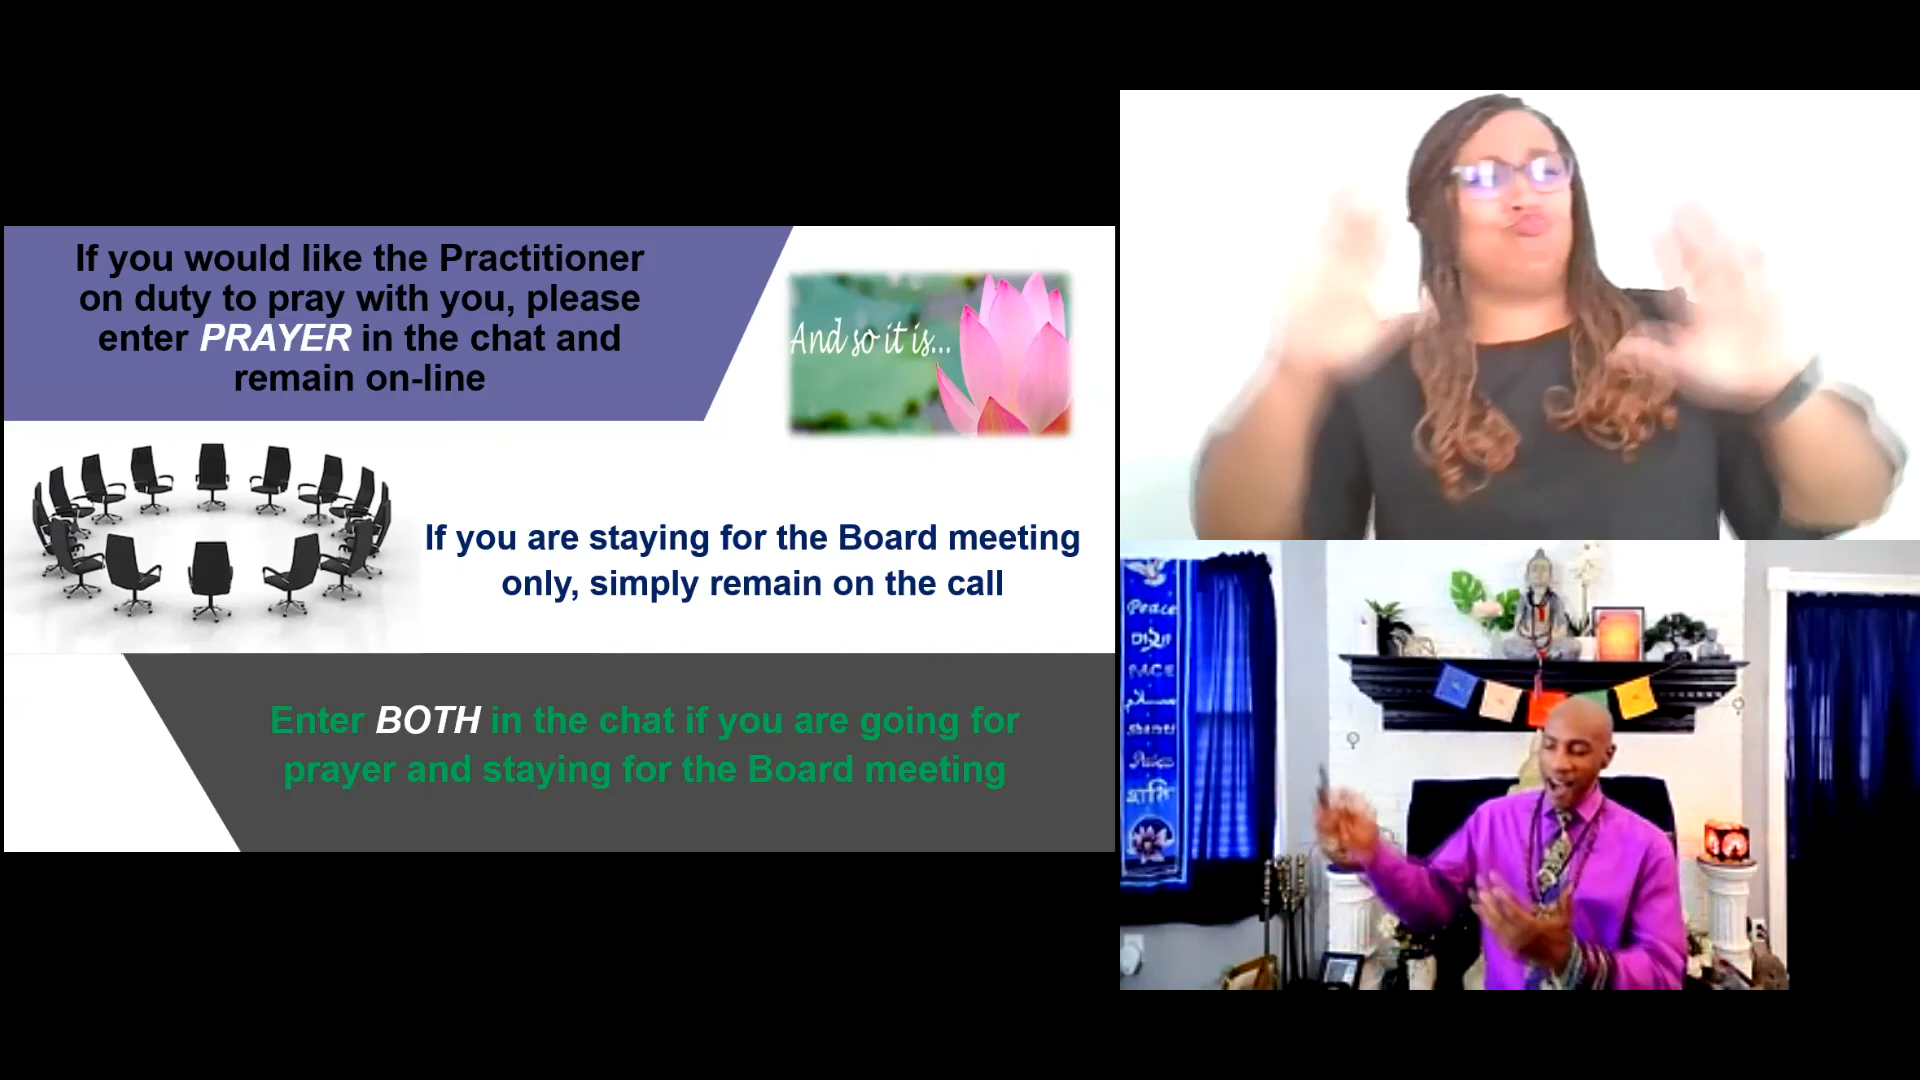 If you would like the Practitioner
on duty to pray with you, please
enter PRAYER in the chat and
remain on-line
And so it is...
If you are staying for the Board meeting
only, simply remain on the call
Enter BOTH in the chat if you are going for
prayer and staying for the Board meeting
Peace
PACE
Shanti